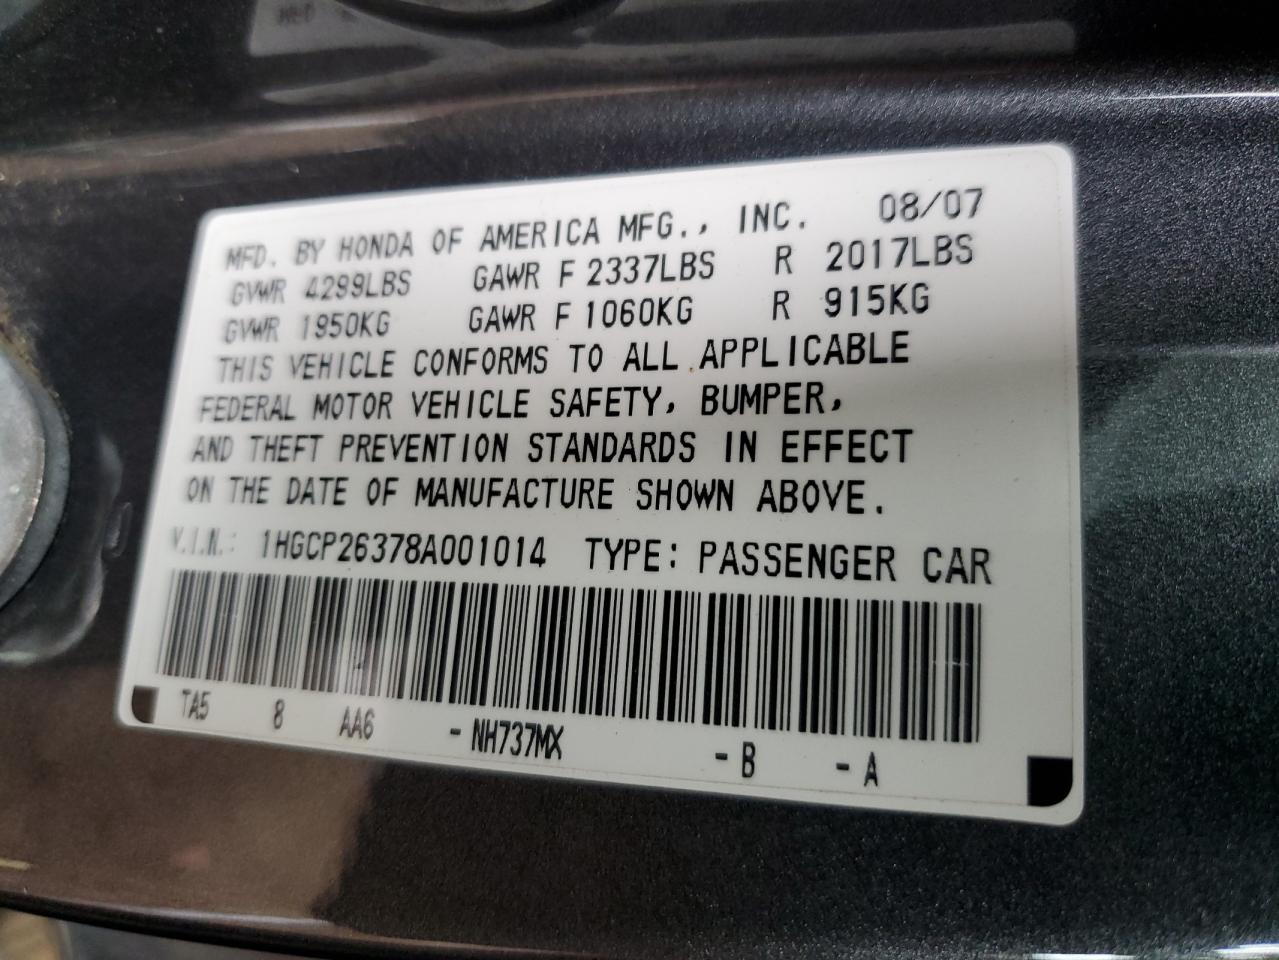 MFD. BY HONDA OF AMERICA MFG., INC. 08/07
GVWR 4299LBS GAWR F 2337LBS R 2017LBS
GVWR 1950KG GAWR F 1060KG R 915KG
THIS VEHICLE CONFORMS TO ALL APPLICABLE
FEDERAL MOTOR VEHICLE SAFETY, BUMPER,
AND THEFT PREVENTION STANDARDS IN EFFECT
ON THE DATE OF MANUFACTURE SHOWN ABOVE.
V.I.N.: 1HGCP26378A001014 TYPE: PASSENGER CAR
TA5 8 AA6 - NH737MX - B - A